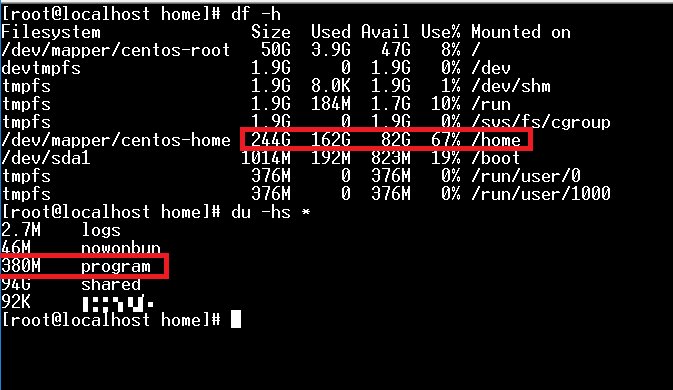 [root@localhost home]# df -h
Filesystem Size Used Avail Use% Mounted on
/dev/mapper/centos-root 50G 3.9G 47G 8% /
devtmpfs 1.9G 0 1.9G 0% /dev
tmpfs 1.9G 8.0K 1.9G 1% /dev/shm
tmpfs 1.9G 184M 1.7G 10% /run
tmpfs 1.9G 0 1.9G 0% /sys/fs/cgroup
/dev/mapper/centos-home 244G 162G 82G 67% /home
/dev/sda1 1014M 192M 823M 19% /boot
tmpfs 376M 0 376M 0% /run/user/0
tmpfs 376M 0 376M 0% /run/user/1000
[root@localhost home]# du -hs *
2.7M logs
46M nowonbun
380M program
94G shared
92K
[root@localhost home]#